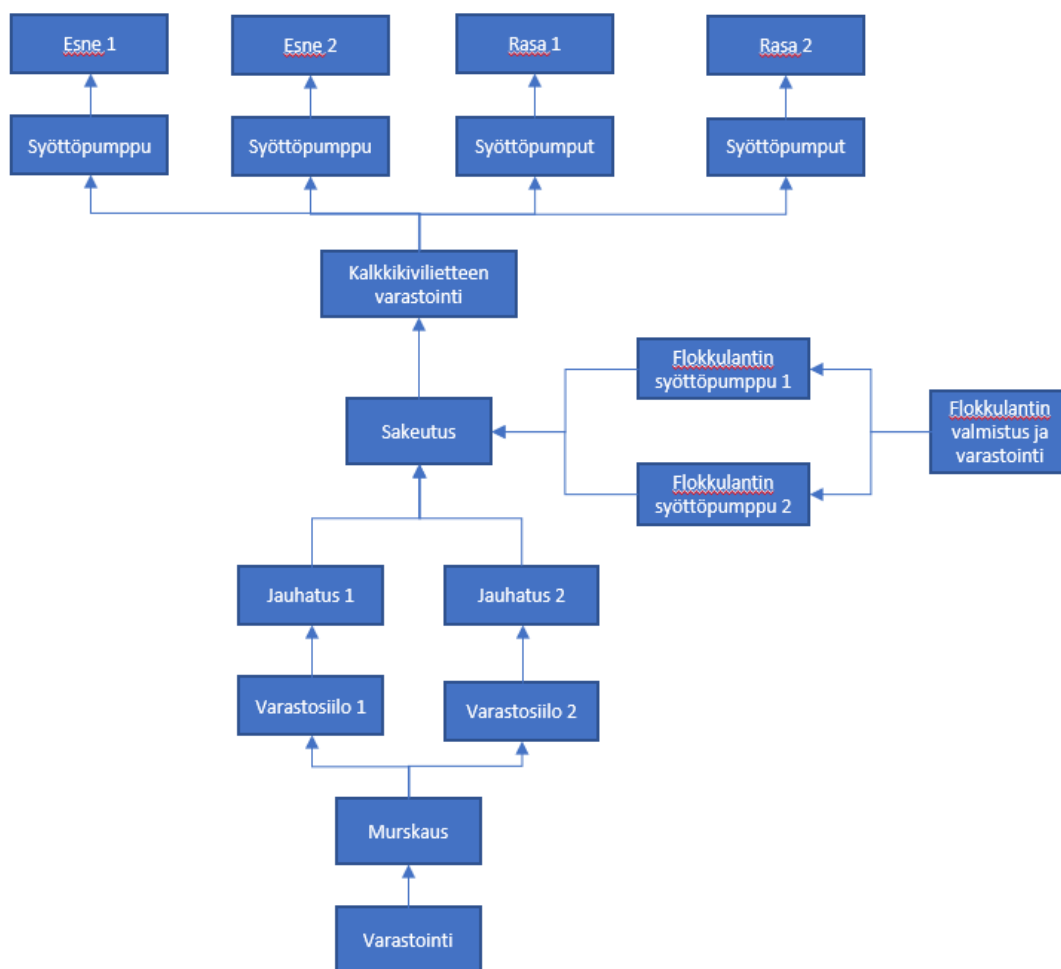 Esne 1
Esne 2
Rasa 1
Rasa 2
Syöttöpumppu
Syöttöpumppu
Syöttöpumput
Syöttöpumput
Kalkkikivilietteen
varastointi
Flokkulantin
syöttöpumppu 1
Sakeutus
Flokkulantin
valmistus ja
varastointi
Flokkulantin
syöttöpumppu 2
Jauhatus 1
Jauhatus 2
Varastosiilo 1
Varastosiilo 2
Murskaus
Varastointi